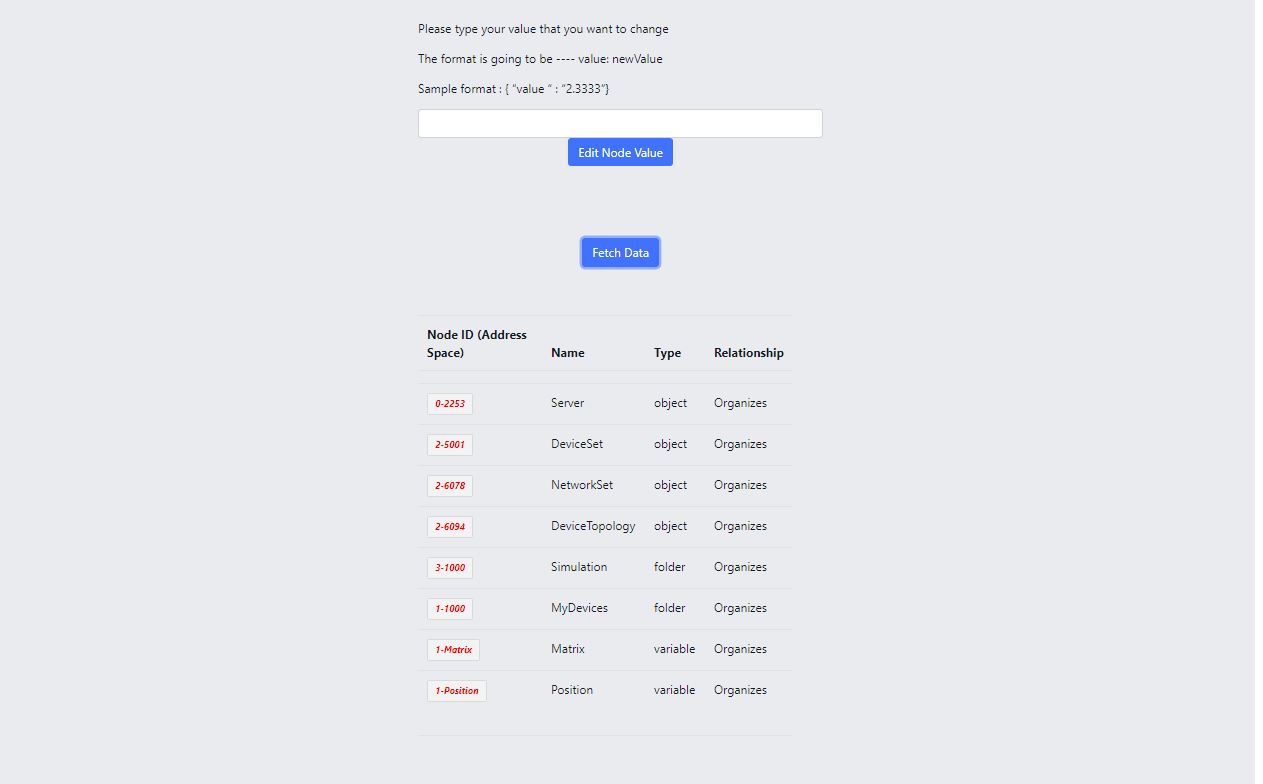 Please type your value that you want to change
The format is going to be ---- value: newValue
Sample format : { “value “ : “2.3333”}
Edit Node Value
Fetch Data
Node ID (Address
Space) Name Type Relationship
0-2253 Server object Organizes
2-5001 DeviceSet object Organizes
2-6078 NetworkSet object Organizes
2-6094 DeviceTopology object Organizes
3-1000 Simulation folder Organizes
1-1000 MyDevices folder Organizes
1-Matrix Matrix variable Organizes
1-Position Position variable Organizes